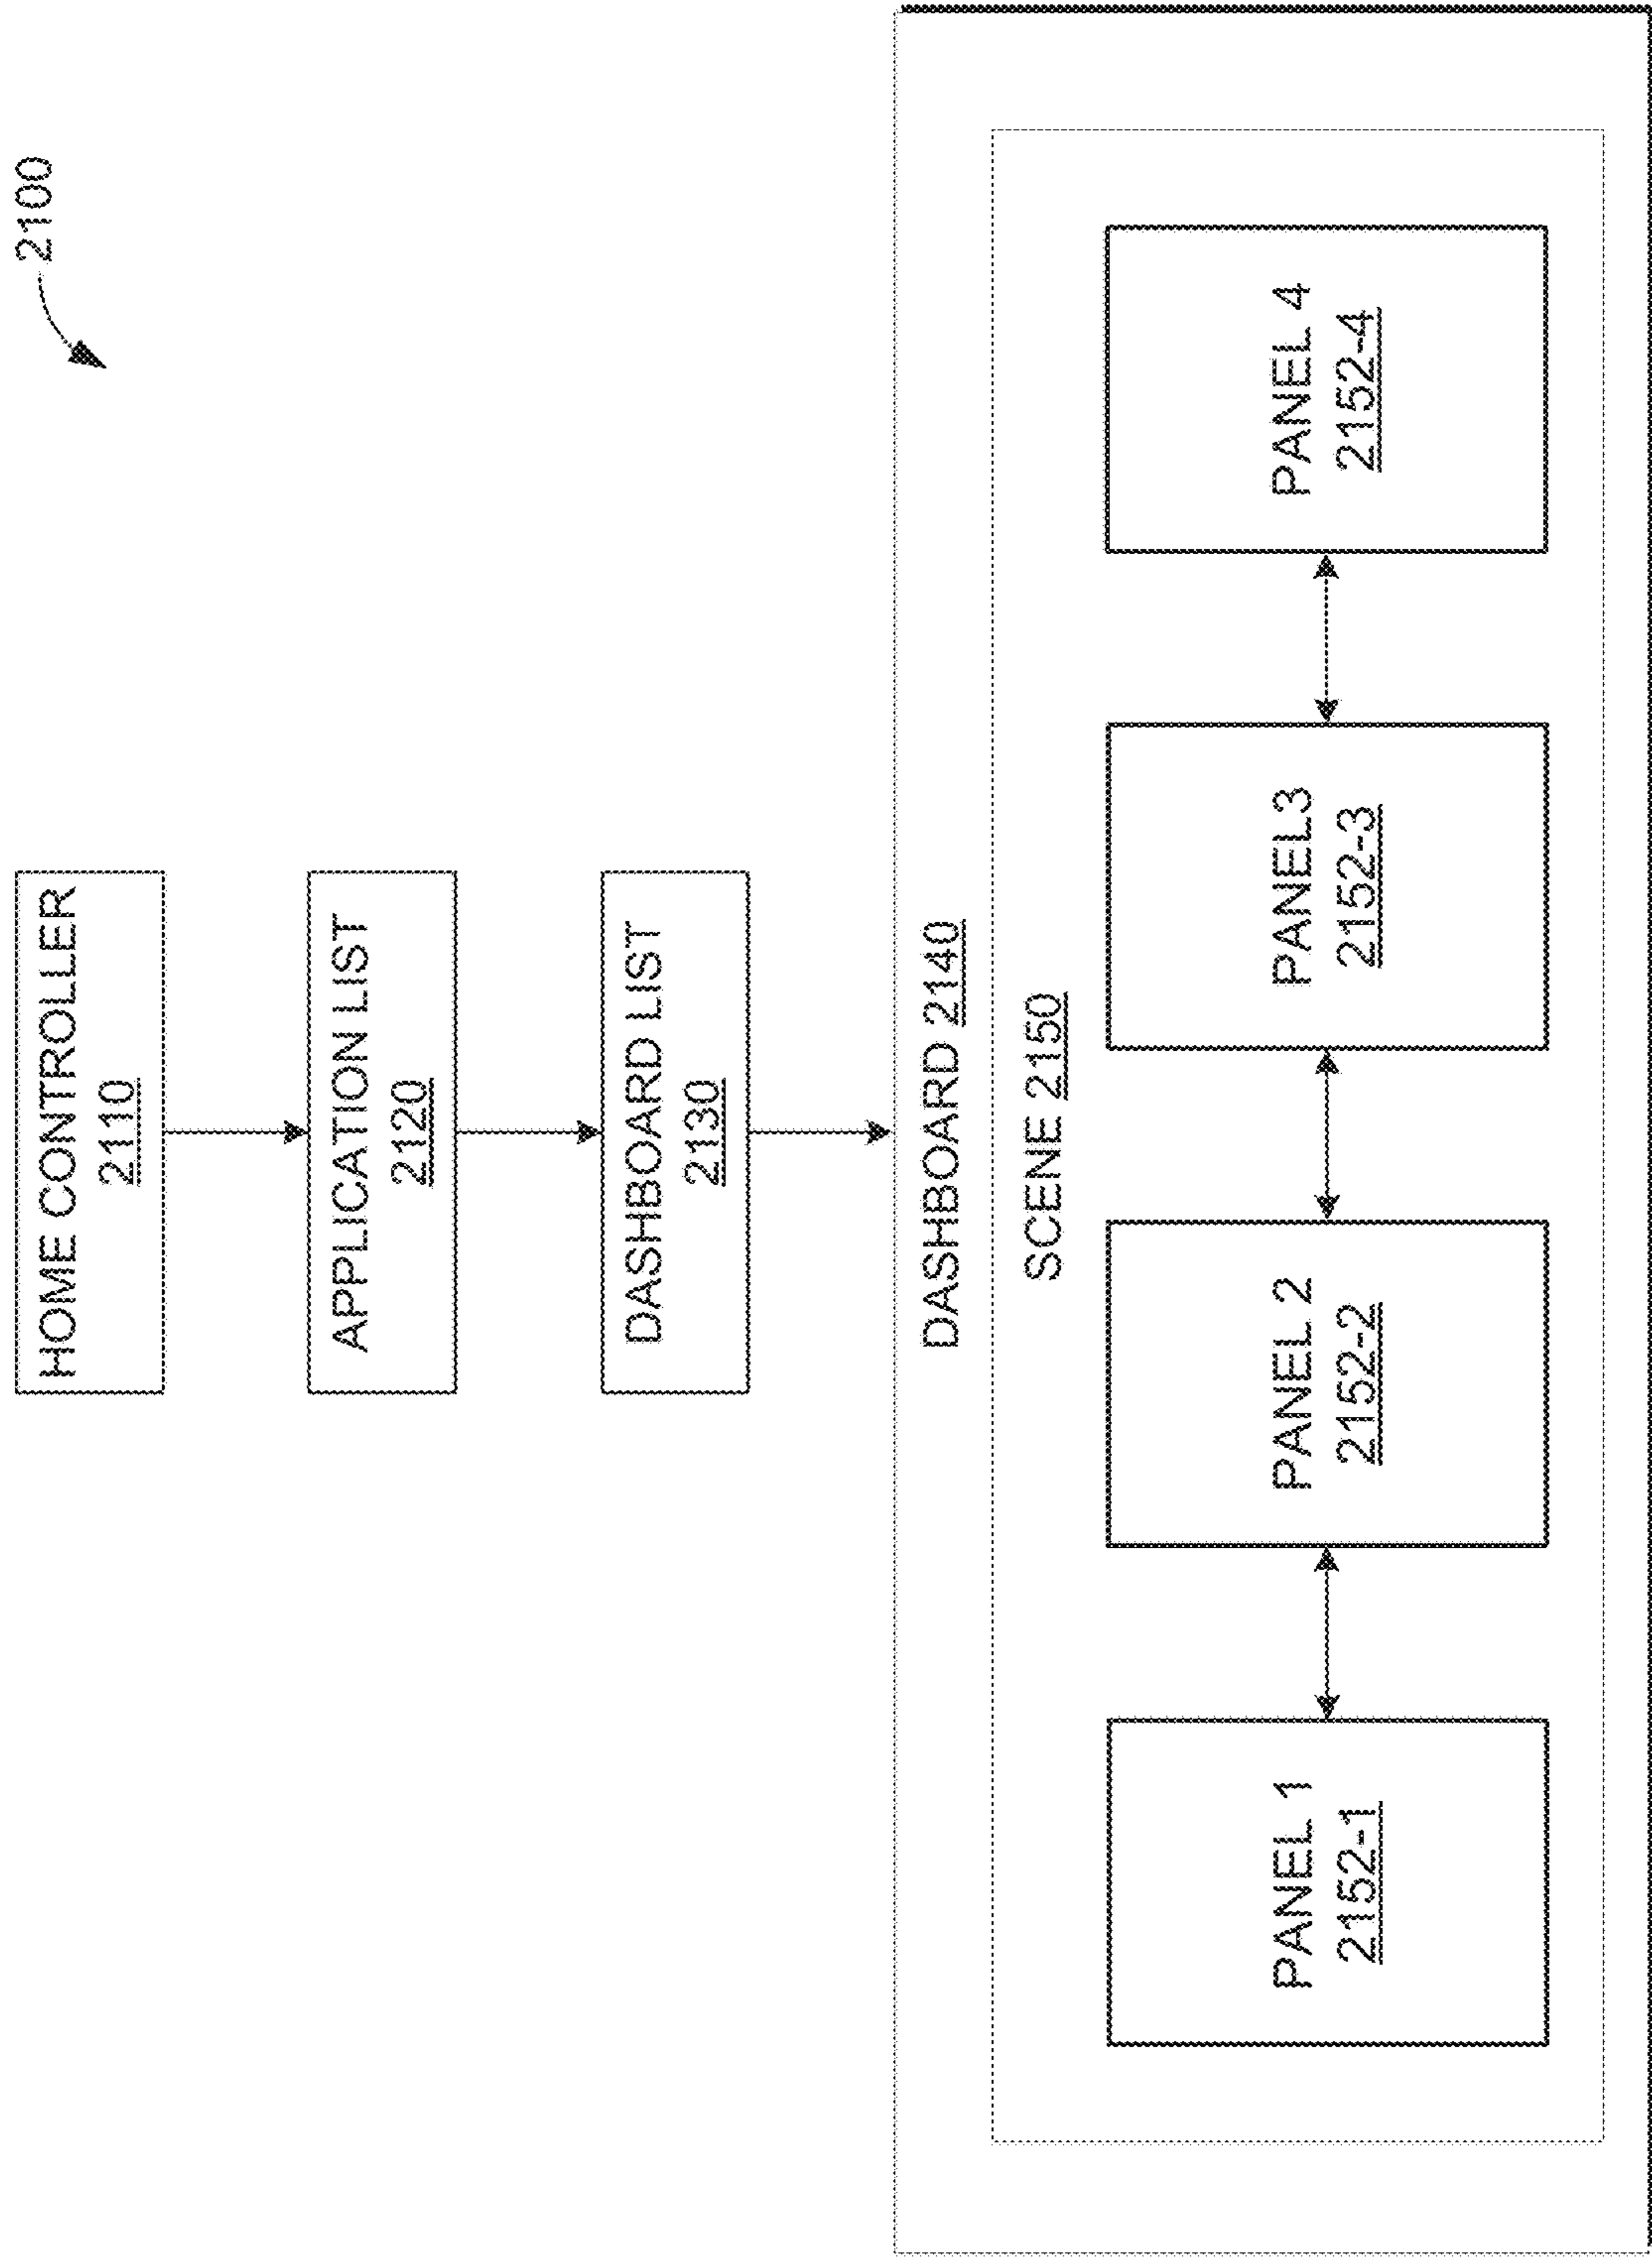 2100
HOME CONTROLLER
2110
APPLICATION LIST
2120
DASHBOARD LIST
2130
DASHBOARD 2140
SCENE 2150
PANEL 1
2152-1
PANEL 2
2152-2
PANEL3
2152-3
PANEL 4
2152-4